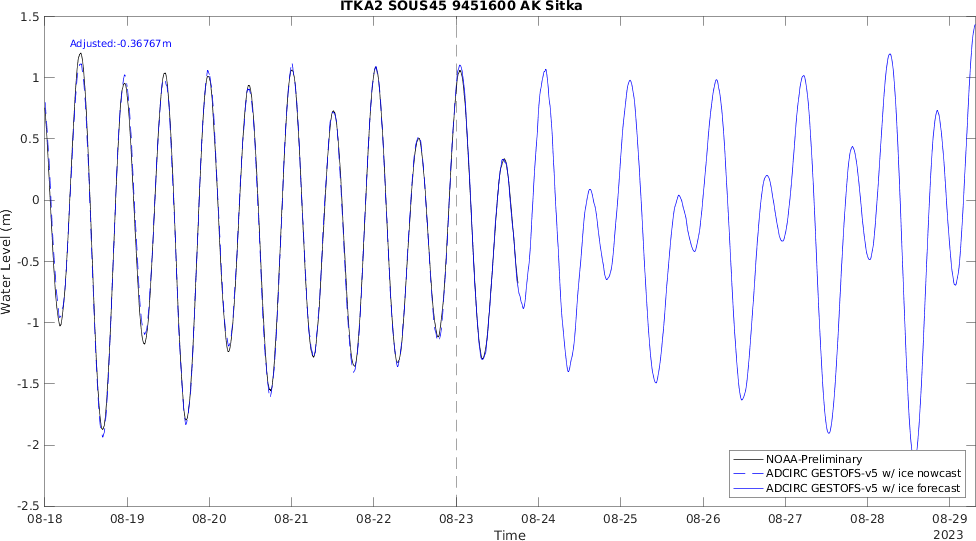 ITKA2 SOUS45 9451600 AK Sitka
Adjusted:-0.36767m
1.5
1
0.5
0
-0.5
-1
-1.5
-2
-2.5
Water Level (m)
NOAA-Preliminary
ADCIRC GESTOFS-v5 w/ ice nowcast
ADCIRC GESTOFS-v5 w/ ice forecast
08-18 08-19 08-20 08-21 08-22 08-23 08-24 08-25 08-26 08-27 08-28 08-29
Time 2023